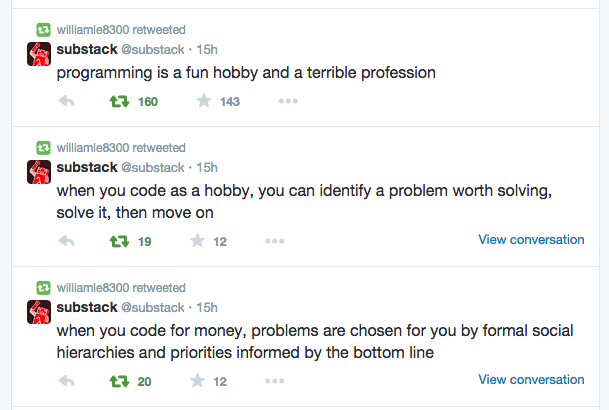 williamle8300 retweeted
substack @substack · 15h
programming is a fun hobby and a terrible profession
160 143
williamle8300 retweeted
substack @substack · 15h
when you code as a hobby, you can identify a problem worth solving,
solve it, then move on
19 12 View conversation
williamle8300 retweeted
substack @substack · 15h
when you code for money, problems are chosen for you by formal social
hierarchies and priorities informed by the bottom line
20 12 View conversation